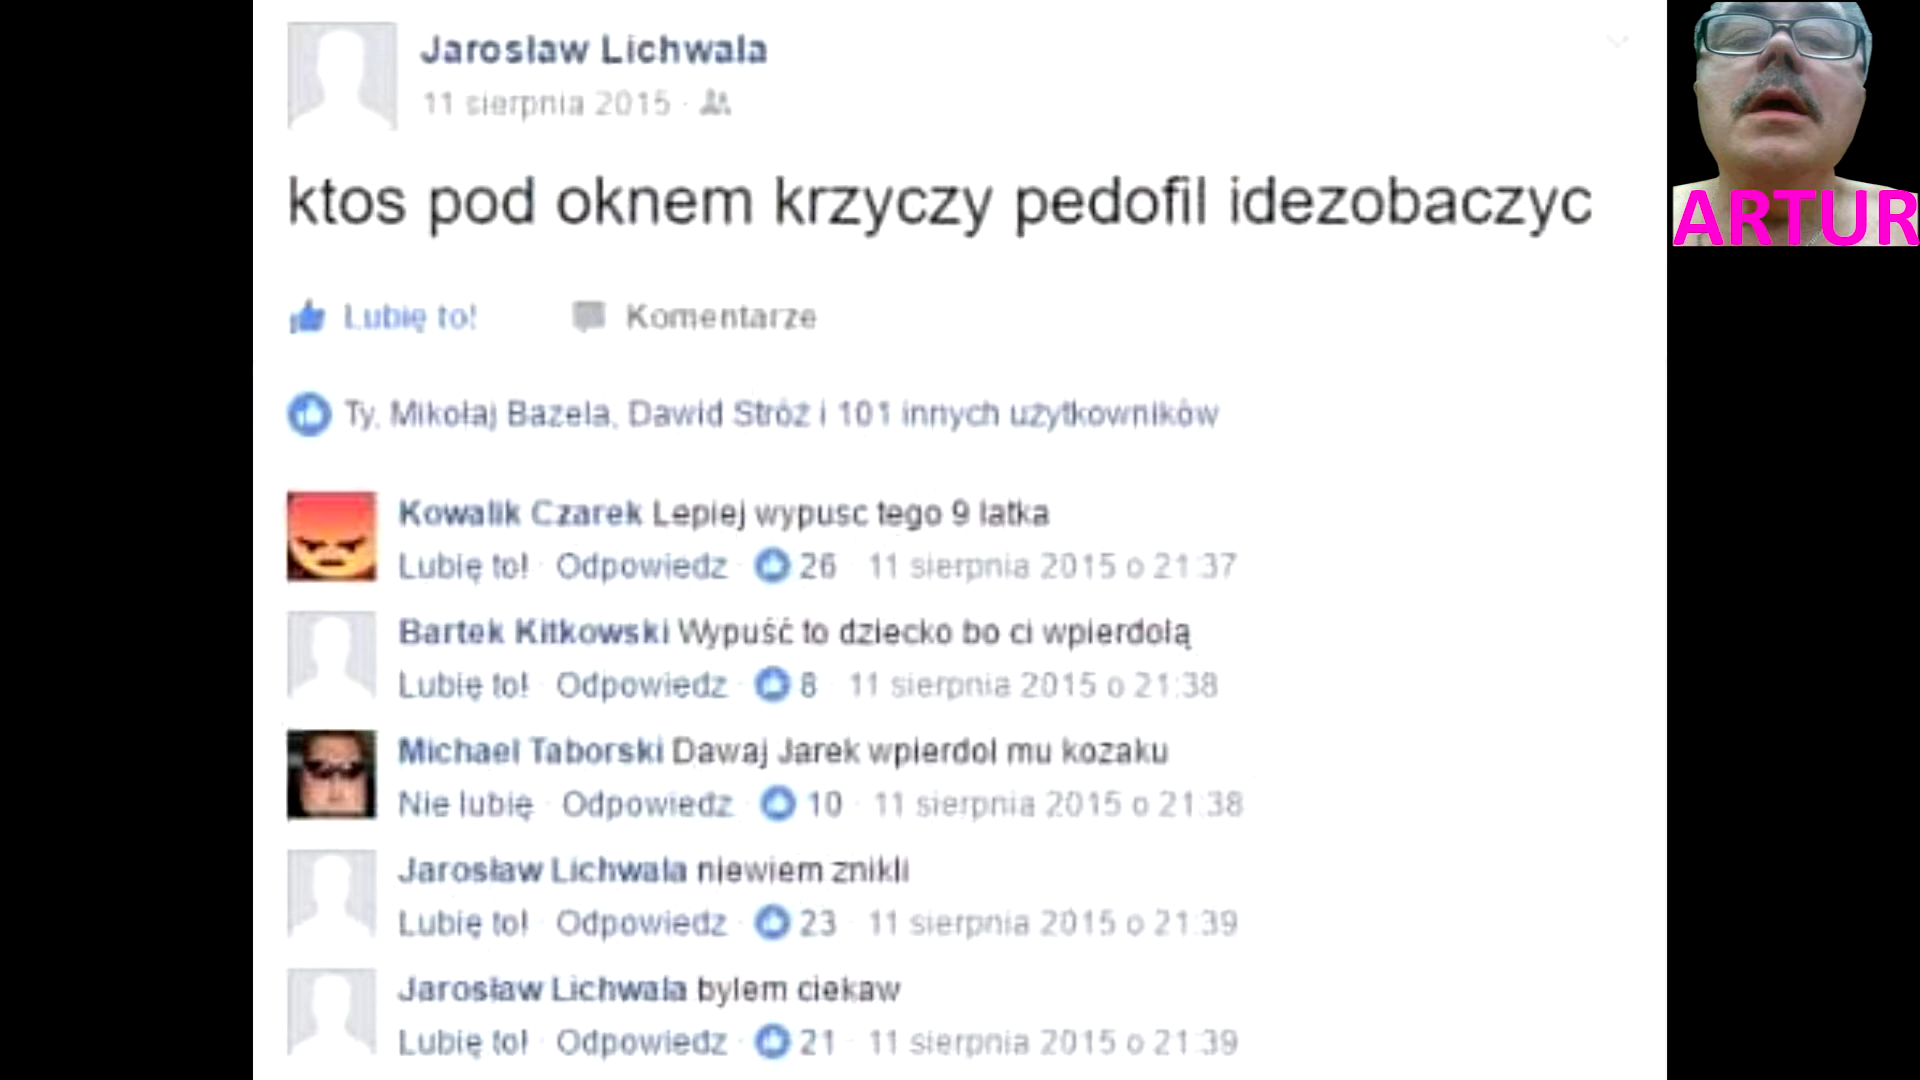 Jaroslaw Lichwala
11 sierpnia 2015 ·
ARTUR
ktos pod oknem krzyczy pedofil idezobaczyc
Lubię to! Komentarze
Ty, Mikołaj Bazela, Dawid Stróż i 101 innych użytkowników
Kowalik Czarek Lepiej wypusc tego 9 latka
Lubię to! · Odpowiedz · 26 · 11 sierpnia 2015 o 21:37
Bartek Kitkowski Wypuść to dziecko bo ci wpierdolą
Lubię to! · Odpowiedz · 8 · 11 sierpnia 2015 o 21:38
Michael Taborski Dawaj Jarek wpierdol mu kozaku
Nie lubię · Odpowiedz · 10 · 11 sierpnia 2015 o 21:38
Jaroslaw Lichwala niewiem znikli
Lubię to! · Odpowiedz · 23 · 11 sierpnia 2015 o 21:39
Jaroslaw Lichwala bylem ciekaw
Lubię to! · Odpowiedz · 21 · 11 sierpnia 2015 o 21:39